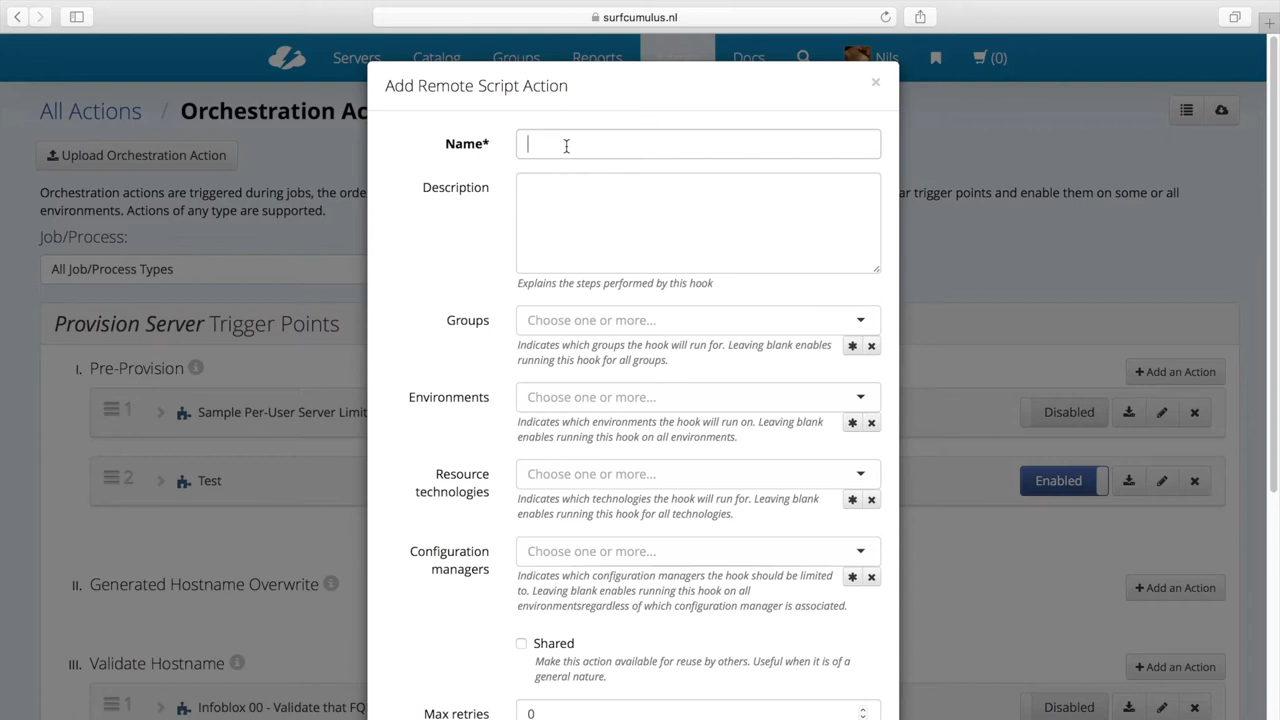 surfcumulus.nl
Servers Catalog Groups Reports Docs Nils (0)
Add Remote Script Action ×
All Actions / Orchestration Ac
Upload Orchestration Action
Name*
Orchestration actions are triggered during jobs, the orde
ar trigger points and enable them on some or all
environments. Actions of any type are supported.
Description
Job/Process:
All Job/Process Types
Explains the steps performed by this hook
Provision Server Trigger Points
Groups Choose one or more...
Indicates which groups the hook will run for. Leaving blank enables
running this hook for all groups.
I. Pre-Provision
+ Add an Action
1 Sample Per-User Server Limit
Disabled
Environments Choose one or more...
Indicates which environments the hook will run on. Leaving blank
enables running this hook on all environments.
2 Test
Enabled
Resource
technologies
Choose one or more...
Indicates which technologies the hook will run for. Leaving blank
enables running this hook for all technologies.
Configuration
managers
Choose one or more...
Indicates which configuration managers the hook should be limited
to. Leaving blank enables running this hook on all
environmentsregardless of which configuration manager is associated.
II. Generated Hostname Overwrite
+ Add an Action
Shared
Make this action available for reuse by others. Useful when it is of a
general nature.
III. Validate Hostname
+ Add an Action
1 Infoblox 00 - Validate that FQ
Disabled
Max retries 0